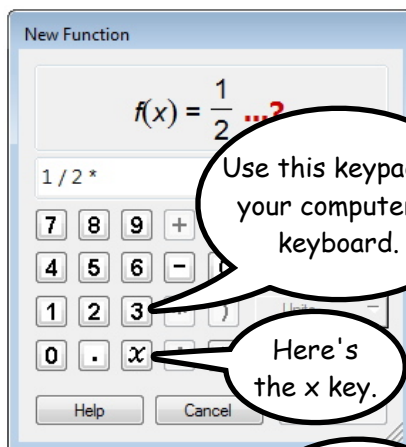 New Function
f(x) = 1/2 ...?
1 / 2 *
Use this keypa
your compute
keyboard.
7 8 9 +
4 5 6 -
1 2 3 )
0 . x
Here's
the x key.
Help Cancel